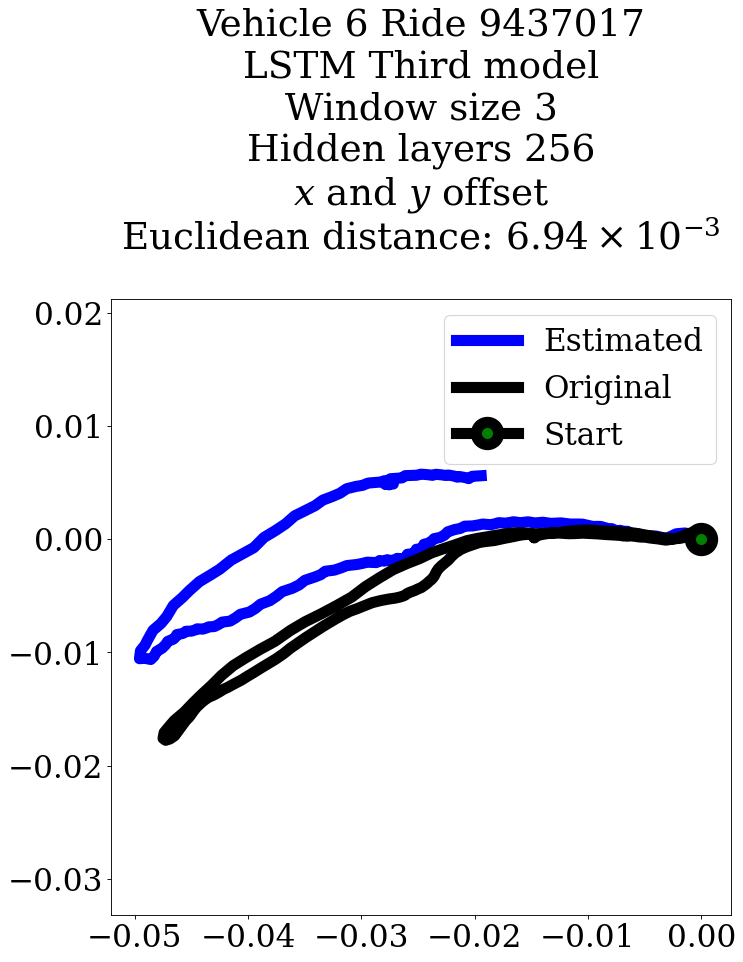 Vehicle 6 Ride 9437017
LSTM Third model
Window size 3
Hidden layers 256
x and y offset
Euclidean distance: 6.94 × 10⁻³
Estimated
Original
Start
0.02
0.01
0.00
−0.01
−0.02
−0.03
−0.05 −0.04 −0.03 −0.02 −0.01 0.00